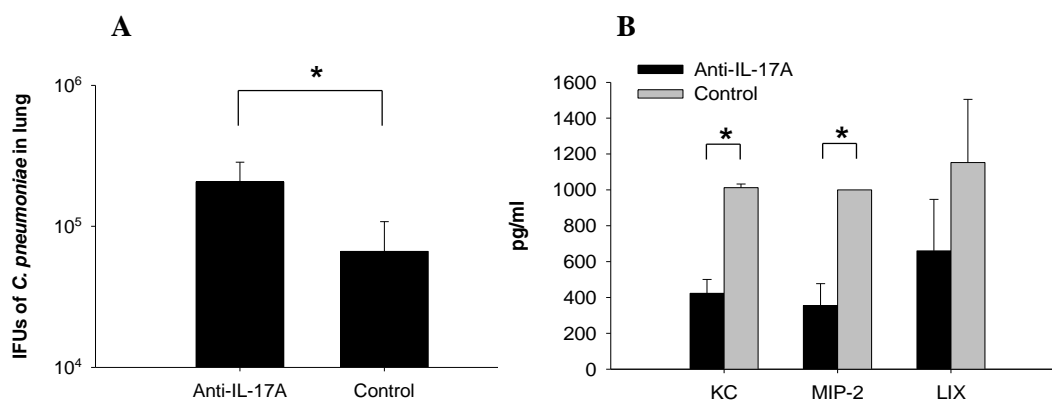 A
IFUs of C. pneumoniae in lung
10^6
10^5
10^4
*
Anti-IL-17A
Control
B
Anti-IL-17A
Control
pg/ml
1600
1400
1200
1000
800
600
400
200
0
*
*
KC
MIP-2
LIX